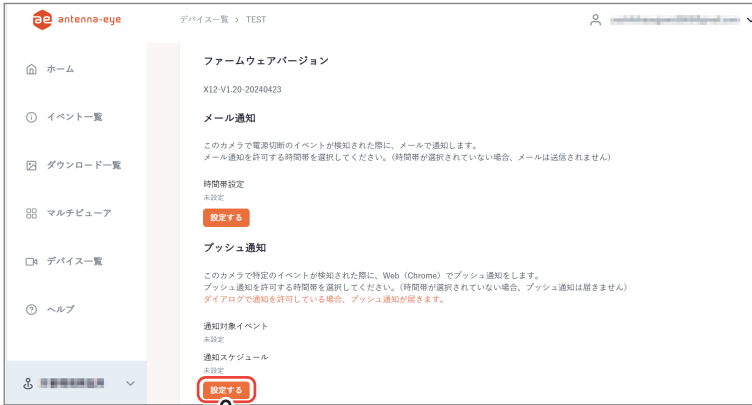 ae antenna-eye
デバイス一覧 > TEST
ホーム
イベント一覧
ダウンロード一覧
マルチビューア
デバイス一覧
ヘルプ
ファームウェアバージョン
X12-V1.20-20240423
メール通知
このカメラで電源切断のイベントが検知された際に、メールで通知します。
メール通知を許可する時間帯を選択してください。（時間帯が選択されていない場合、メールは送信されません）
時間帯設定
未設定
設定する
プッシュ通知
このカメラで特定のイベントが検知された際に、Web（Chrome）でプッシュ通知をします。
プッシュ通知を許可する時間帯を選択してください。（時間帯が選択されていない場合、プッシュ通知は届きません）
ダイアログで通知を許可している場合、プッシュ通知が届きます。
通知対象イベント
未設定
通知スケジュール
未設定
設定する